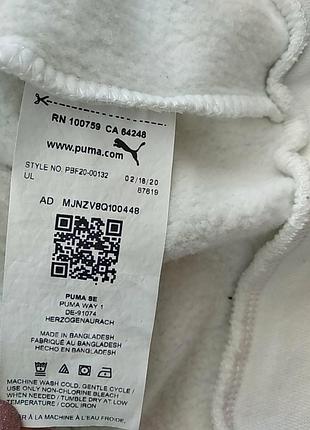 RN 100759 CA 64248
www.puma.com
STYLE NO. PBF20-00132 02/18/20
UL 87619
AD MJNZV8Q100448
PUMA SE
PUMA WAY 1
DE-91074
HERZOGENAURACH
MADE IN BANGLADESH
FABRIQUÉ AU BANGLADESH
HECHO EN BANGLADESH
MACHINE WASH COLD, GENTLE CYCLE /
USE ONLY NON-CHLORINE BLEACH
WHEN NEEDED / TUMBLE DRY AT LOW
TEMPERATURE / COOL IRON
ER À LA MACHINE À L'EAU FROIDE,